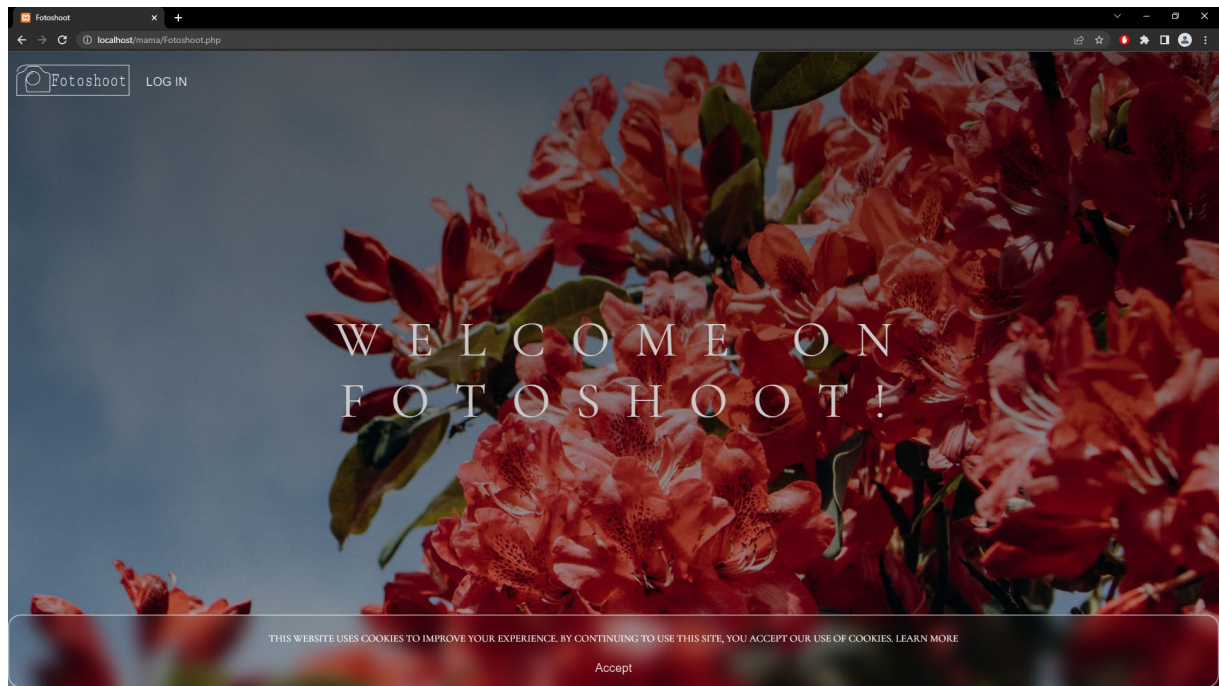 Fotoshoot
localhost/mama/Fotoshoot.php
Fotoshoot LOG IN
WELCOME ON
FOTOSHOOT!
THIS WEBSITE USES COOKIES TO IMPROVE YOUR EXPERIENCE. BY CONTINUING TO USE THIS SITE, YOU ACCEPT OUR USE OF COOKIES. LEARN MORE
Accept